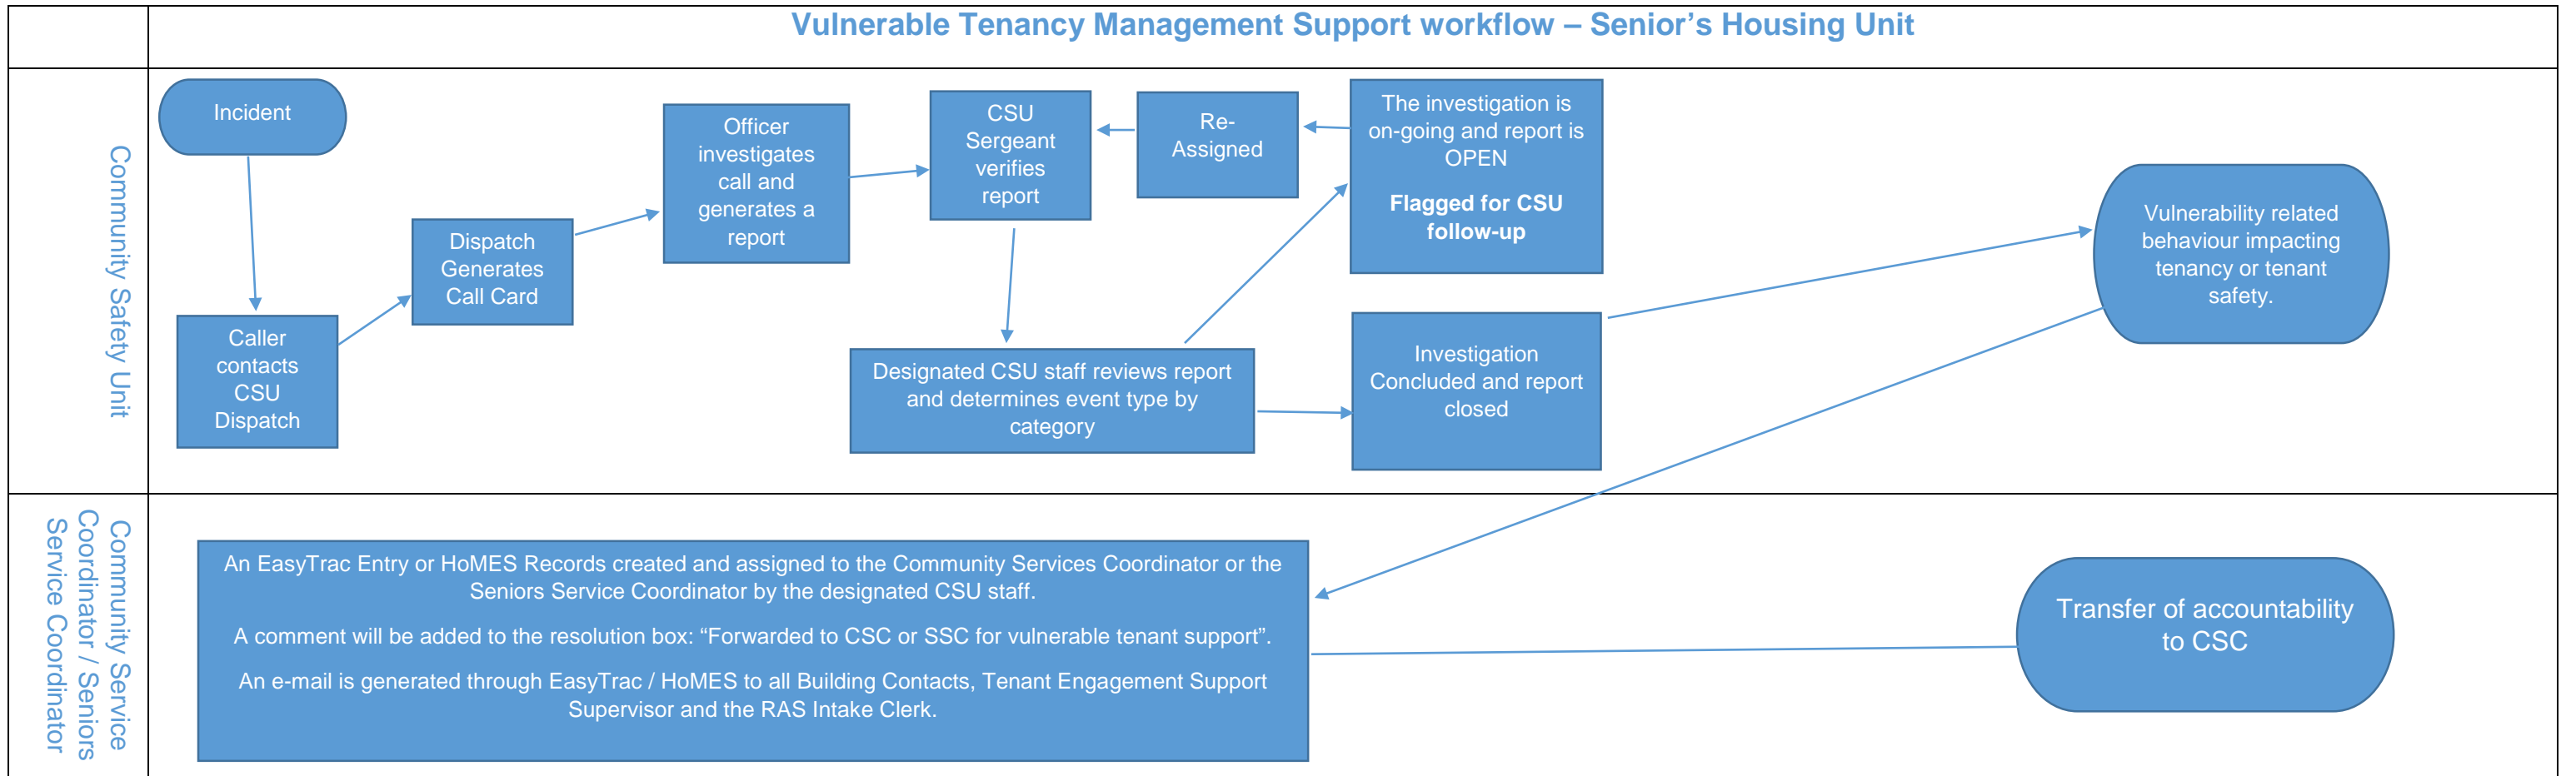 Vulnerable Tenancy Management Support workflow – Senior's Housing Unit
Community Safety Unit
Incident
Caller
contacts
CSU
Dispatch
Dispatch
Generates
Call Card
Officer
investigates
call and
generates a
report
CSU
Sergeant
verifies
report
Re-
Assigned
The investigation is
on-going and report is
OPEN
Flagged for CSU
follow-up
Designated CSU staff reviews report
and determines event type by
category
Investigation
Concluded and report
closed
Vulnerability related
behaviour impacting
tenancy or tenant
safety.
Community Service
Coordinator / Seniors
Service Coordinator
An EasyTrac Entry or HoMES Records created and assigned to the Community Services Coordinator or the
Seniors Service Coordinator by the designated CSU staff.
A comment will be added to the resolution box: “Forwarded to CSC or SSC for vulnerable tenant support”.
An e-mail is generated through EasyTrac / HoMES to all Building Contacts, Tenant Engagement Support
Supervisor and the RAS Intake Clerk.
Transfer of accountability
to CSC